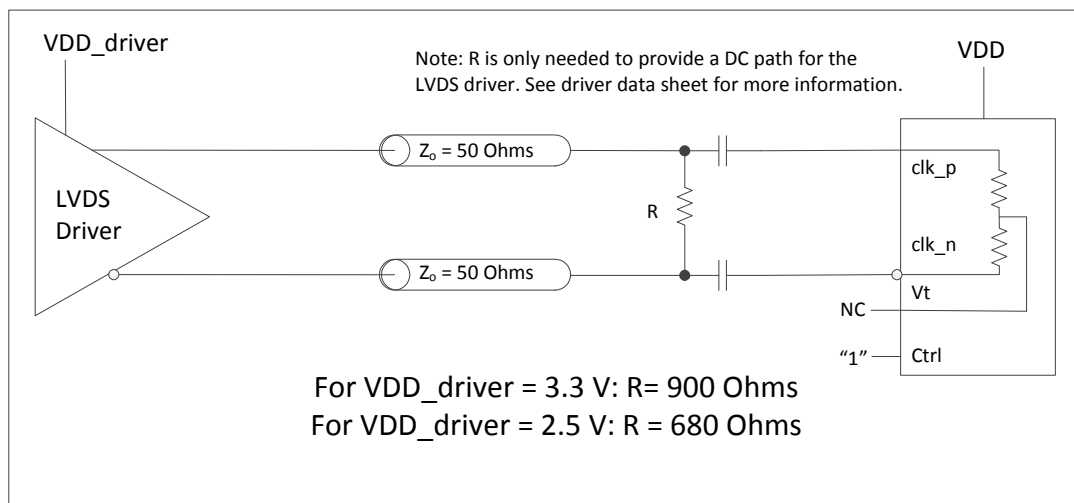 VDD_driver
Note: R is only needed to provide a DC path for the
LVDS driver. See driver data sheet for more information.
VDD
Zₒ = 50 Ohms
clk_p
LVDS
Driver
R
clk_n
Zₒ = 50 Ohms
Vt
NC
“1”
Ctrl
For VDD_driver = 3.3 V: R= 900 Ohms
For VDD_driver = 2.5 V: R = 680 Ohms